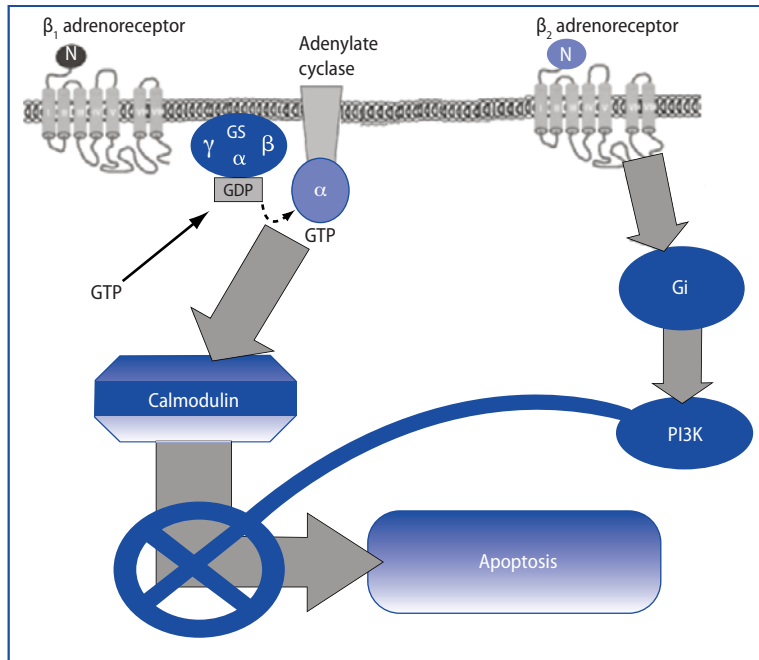 β₁ adrenoreceptor
N
Adenylate
cyclase
β₂ adrenoreceptor
N
GS
γ α β
GDP
α
GTP
GTP
Gi
Calmodulin
PI3K
Apoptosis